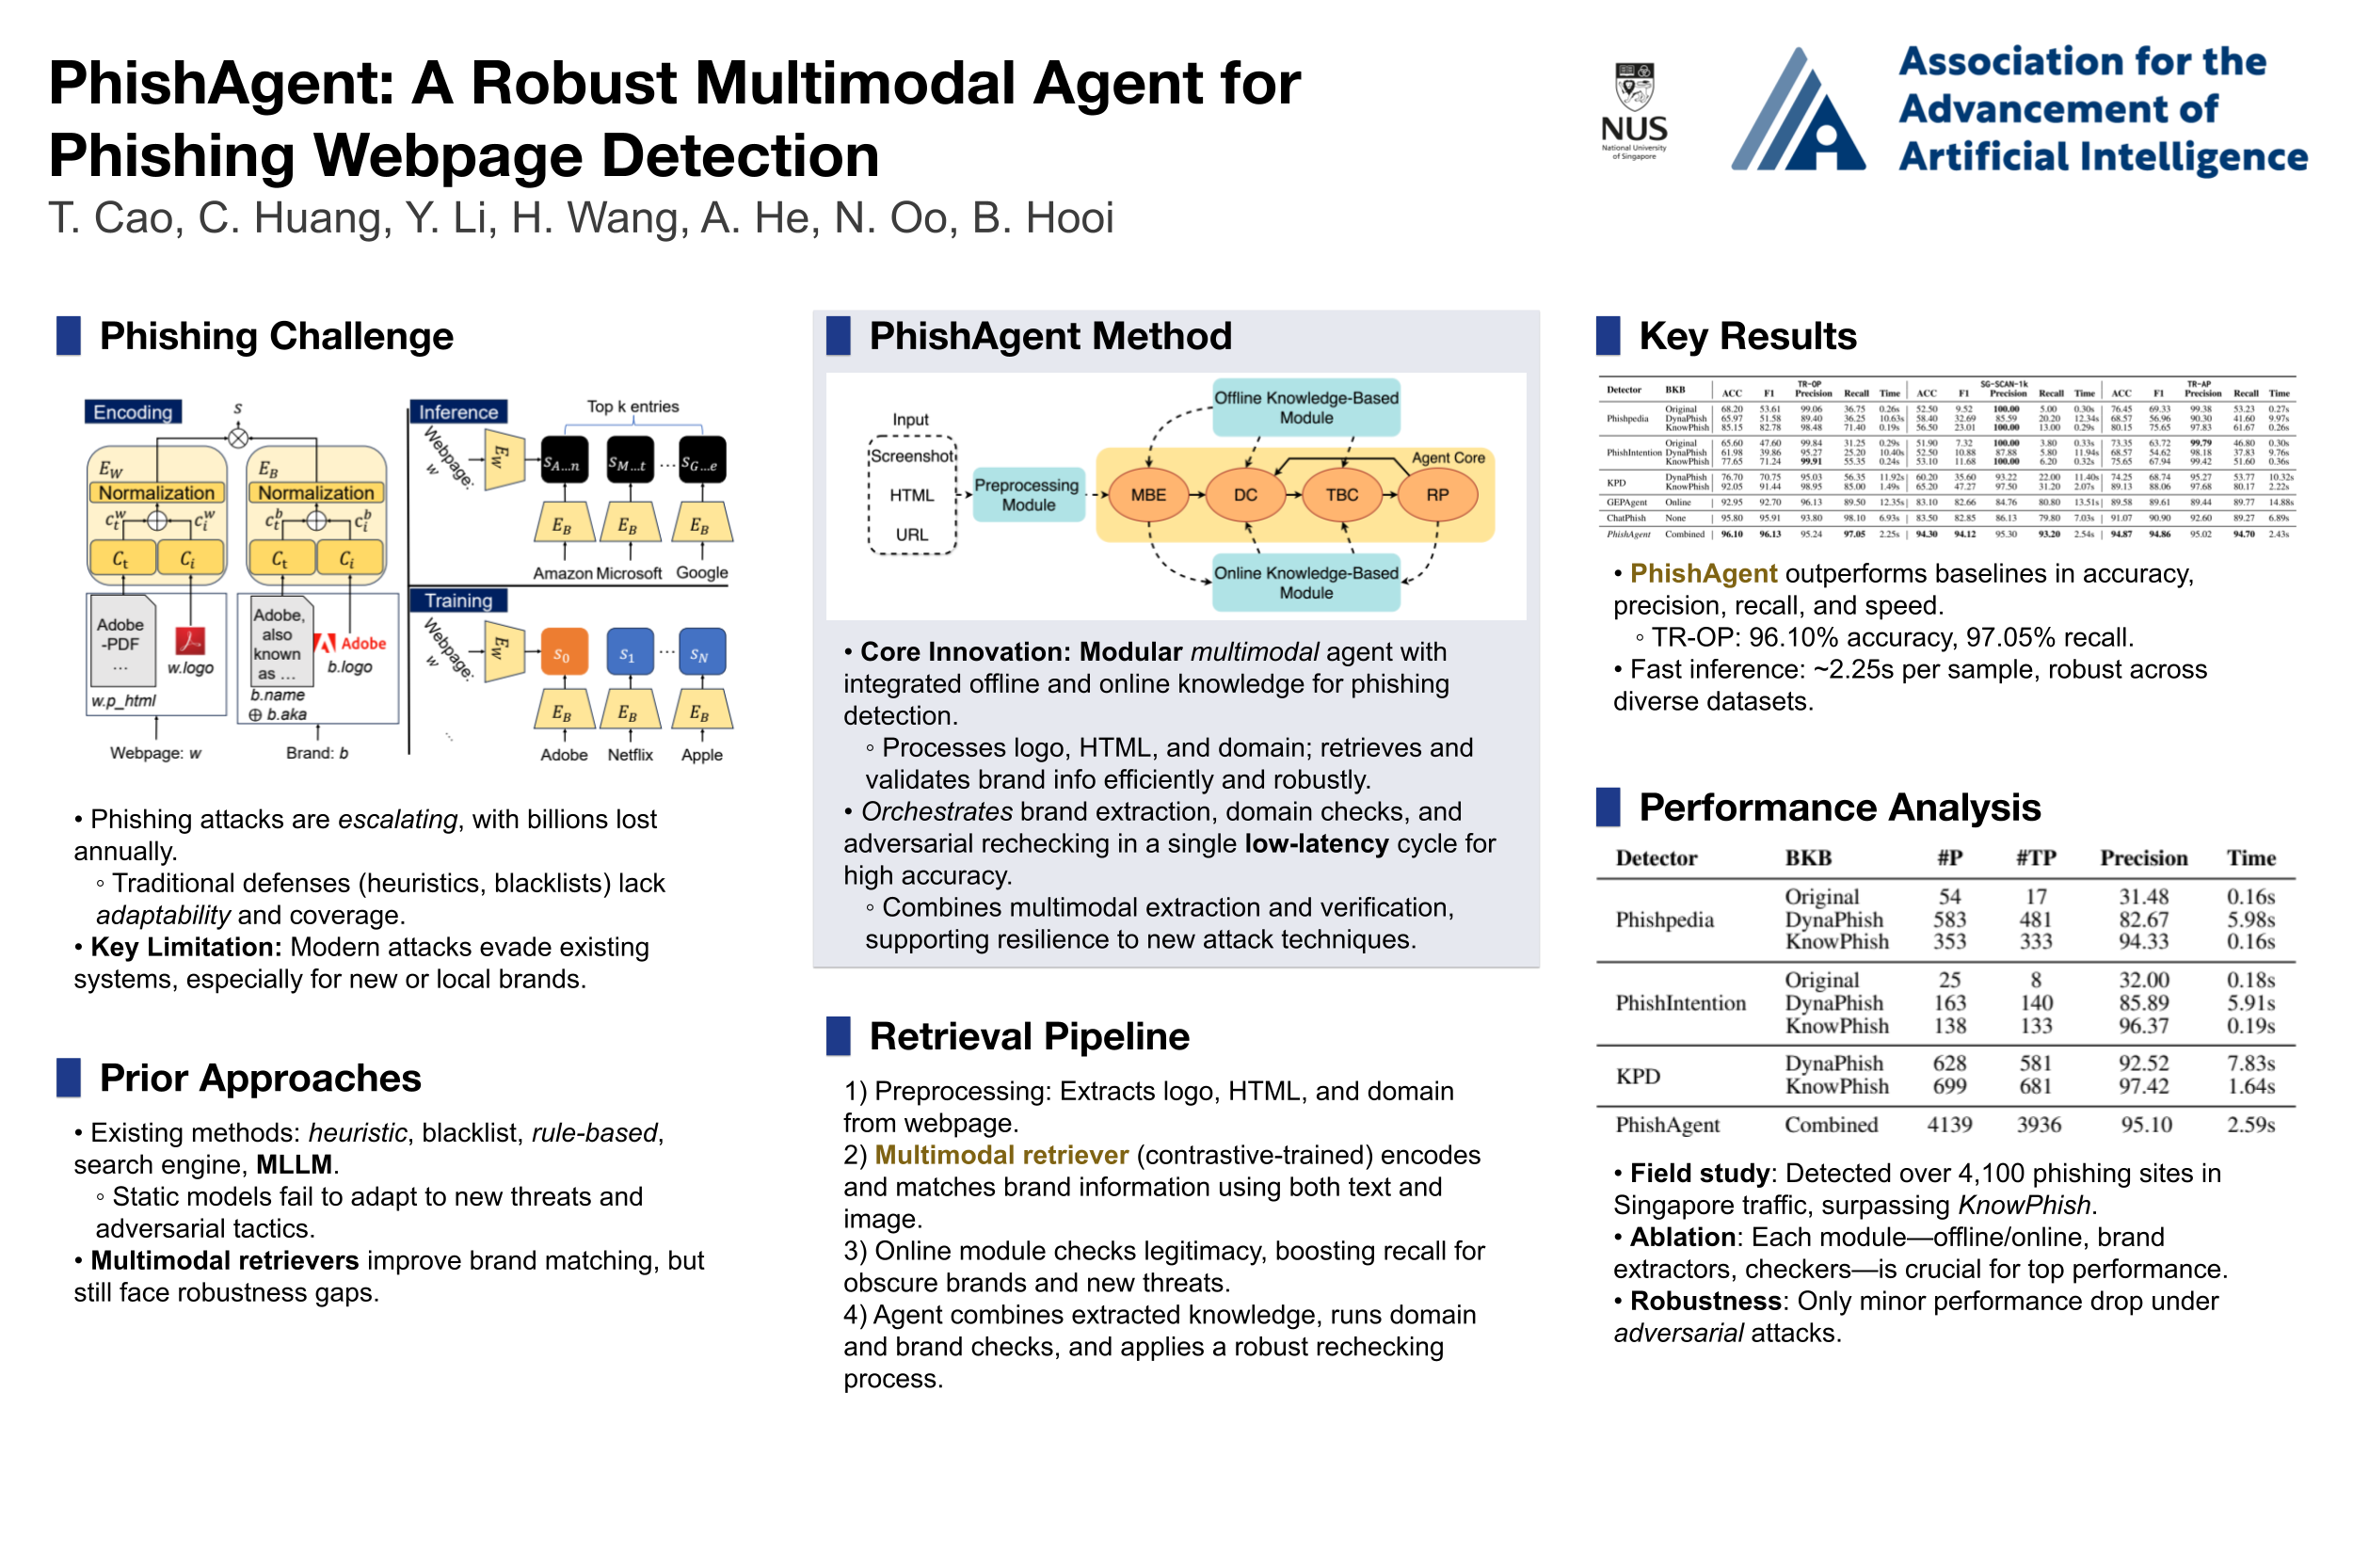 PhishAgent: A Robust Multimodal Agent for
Phishing Webpage Detection
T. Cao, C. Huang, Y. Li, H. Wang, A. He, N. Oo, B. Hooi
NUS
National University
of Singapore
Association for the
Advancement of
Artificial Intelligence
Phishing Challenge
Encoding
s
E_W
E_B
Normalization
Normalization
c_t^w
c_i^w
c_t^b
c_i^b
C_t
C_i
C_t
C_i
Adobe
-PDF
...
w.logo
w.p_html
Adobe,
also
known
as ...
Adobe
b.logo
b.name
⊕ b.aka
Webpage: w
Brand: b
Inference
Top k entries
Webpage:
w
E_W
S_A...n
S_M...t
...
S_G...e
E_B
E_B
E_B
Amazon Microsoft Google
Training
Webpage:
w
E_W
s_0
s_1
...
s_N
E_B
E_B
E_B
...
Adobe Netflix Apple
• Phishing attacks are escalating, with billions lost
annually.
◦ Traditional defenses (heuristics, blacklists) lack
adaptability and coverage.
• Key Limitation: Modern attacks evade existing
systems, especially for new or local brands.
Prior Approaches
• Existing methods: heuristic, blacklist, rule-based,
search engine, MLLM.
◦ Static models fail to adapt to new threats and
adversarial tactics.
• Multimodal retrievers improve brand matching, but
still face robustness gaps.
PhishAgent Method
Input
Screenshot
HTML
URL
Preprocessing
Module
Offline Knowledge-Based
Module
Agent Core
MBE
DC
TBC
RP
Online Knowledge-Based
Module
• Core Innovation: Modular multimodal agent with
integrated offline and online knowledge for phishing
detection.
◦ Processes logo, HTML, and domain; retrieves and
validates brand info efficiently and robustly.
• Orchestrates brand extraction, domain checks, and
adversarial rechecking in a single low-latency cycle for
high accuracy.
◦ Combines multimodal extraction and verification,
supporting resilience to new attack techniques.
Retrieval Pipeline
1) Preprocessing: Extracts logo, HTML, and domain
from webpage.
2) Multimodal retriever (contrastive-trained) encodes
and matches brand information using both text and
image.
3) Online module checks legitimacy, boosting recall for
obscure brands and new threats.
4) Agent combines extracted knowledge, runs domain
and brand checks, and applies a robust rechecking
process.
Key Results
TR-OP SG-SCAN-1k TR-AP
Detector BKB ACC F1 Precision Recall Time ACC F1 Precision Recall Time ACC F1 Precision Recall Time
Original 68.20 53.61 99.06 36.75 0.26s 52.50 9.52 100.00 5.00 0.30s 76.45 69.33 99.38 53.23 0.27s
Phishpedia DynaPhish 65.97 51.58 89.40 36.25 10.63s 58.40 32.69 85.59 20.20 12.34s 68.57 56.96 90.30 41.60 9.97s
KnowPhish 85.15 82.78 98.48 71.40 0.19s 56.50 23.01 100.00 13.00 0.29s 80.15 75.65 97.83 61.67 0.26s
Original 65.60 47.60 99.84 31.25 0.29s 51.90 7.32 100.00 3.80 0.33s 73.35 63.72 99.79 46.80 0.30s
PhishIntention DynaPhish 61.98 39.86 95.27 25.20 10.40s 52.50 10.88 87.88 5.80 11.94s 68.57 54.62 98.18 37.83 9.76s
KnowPhish 77.65 71.24 99.91 55.35 0.24s 53.10 11.68 100.00 6.20 0.32s 75.65 67.94 99.42 51.60 0.36s
KPD DynaPhish 76.70 70.75 95.03 56.35 11.92s 60.20 35.60 93.22 22.00 11.40s 74.25 68.74 95.27 53.77 10.32s
KnowPhish 92.05 91.44 98.95 85.00 1.49s 65.20 47.27 97.50 31.20 2.07s 89.13 88.06 97.68 80.17 2.22s
GEPAgent Online 92.95 92.70 96.13 89.50 12.35s 83.10 82.66 84.76 80.80 13.51s 89.58 89.61 89.44 89.77 14.88s
ChatPhish None 95.80 95.91 93.80 98.10 6.93s 83.50 82.85 86.13 79.80 7.03s 91.07 90.90 92.60 89.27 6.89s
PhishAgent Combined 96.10 96.13 95.24 97.05 2.25s 94.30 94.12 95.30 93.20 2.54s 94.87 94.86 95.02 94.70 2.43s
• PhishAgent outperforms baselines in accuracy,
precision, recall, and speed.
◦ TR-OP: 96.10% accuracy, 97.05% recall.
• Fast inference: ~2.25s per sample, robust across
diverse datasets.
Performance Analysis
Detector BKB #P #TP Precision Time
Original 54 17 31.48 0.16s
Phishpedia DynaPhish 583 481 82.67 5.98s
KnowPhish 353 333 94.33 0.16s
Original 25 8 32.00 0.18s
PhishIntention DynaPhish 163 140 85.89 5.91s
KnowPhish 138 133 96.37 0.19s
KPD DynaPhish 628 581 92.52 7.83s
KnowPhish 699 681 97.42 1.64s
PhishAgent Combined 4139 3936 95.10 2.59s
• Field study: Detected over 4,100 phishing sites in
Singapore traffic, surpassing KnowPhish.
• Ablation: Each module—offline/online, brand
extractors, checkers—is crucial for top performance.
• Robustness: Only minor performance drop under
adversarial attacks.